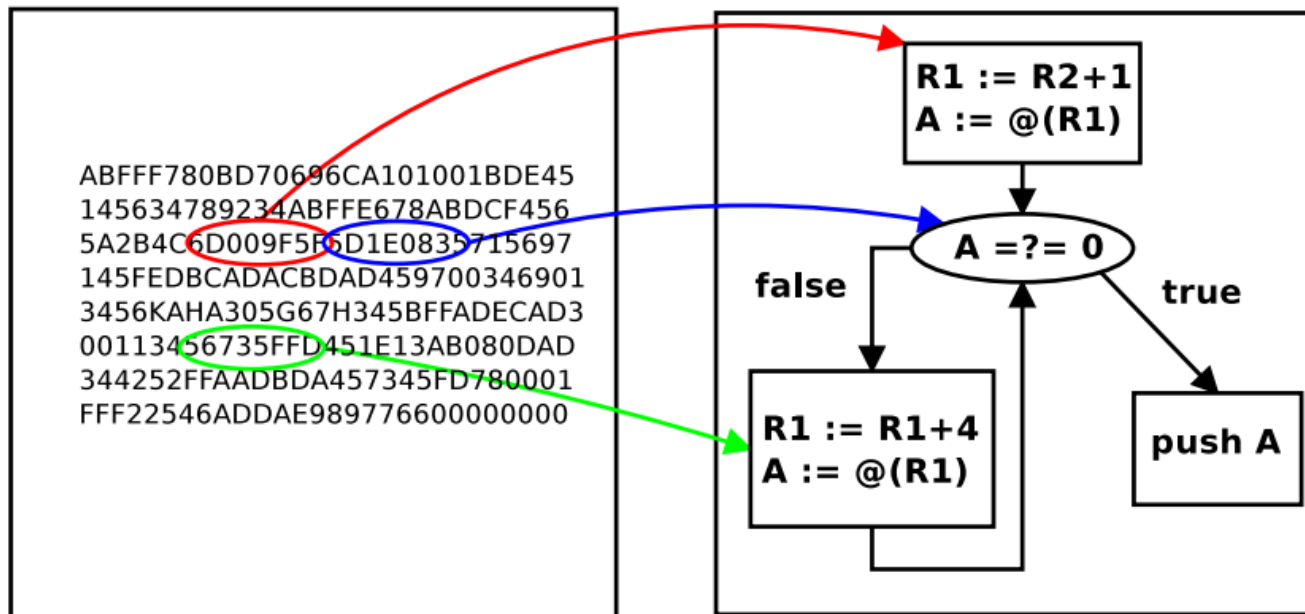 ABFFF780BD70696CA101001BDE45
145634789234ABFFE678ABDCF456
5A2B4C6D009F5F5D1E0835715697
145FEDBCADACBDAD459700346901
3456KAHA305G67H345BFFADECAD3
00113456735FFD451E13AB080DAD
344252FFAADBDA457345FD780001
FFF22546ADDAE989776600000000
R1 := R2+1
A := @(R1)
A =?= 0
false
true
R1 := R1+4
A := @(R1)
push A